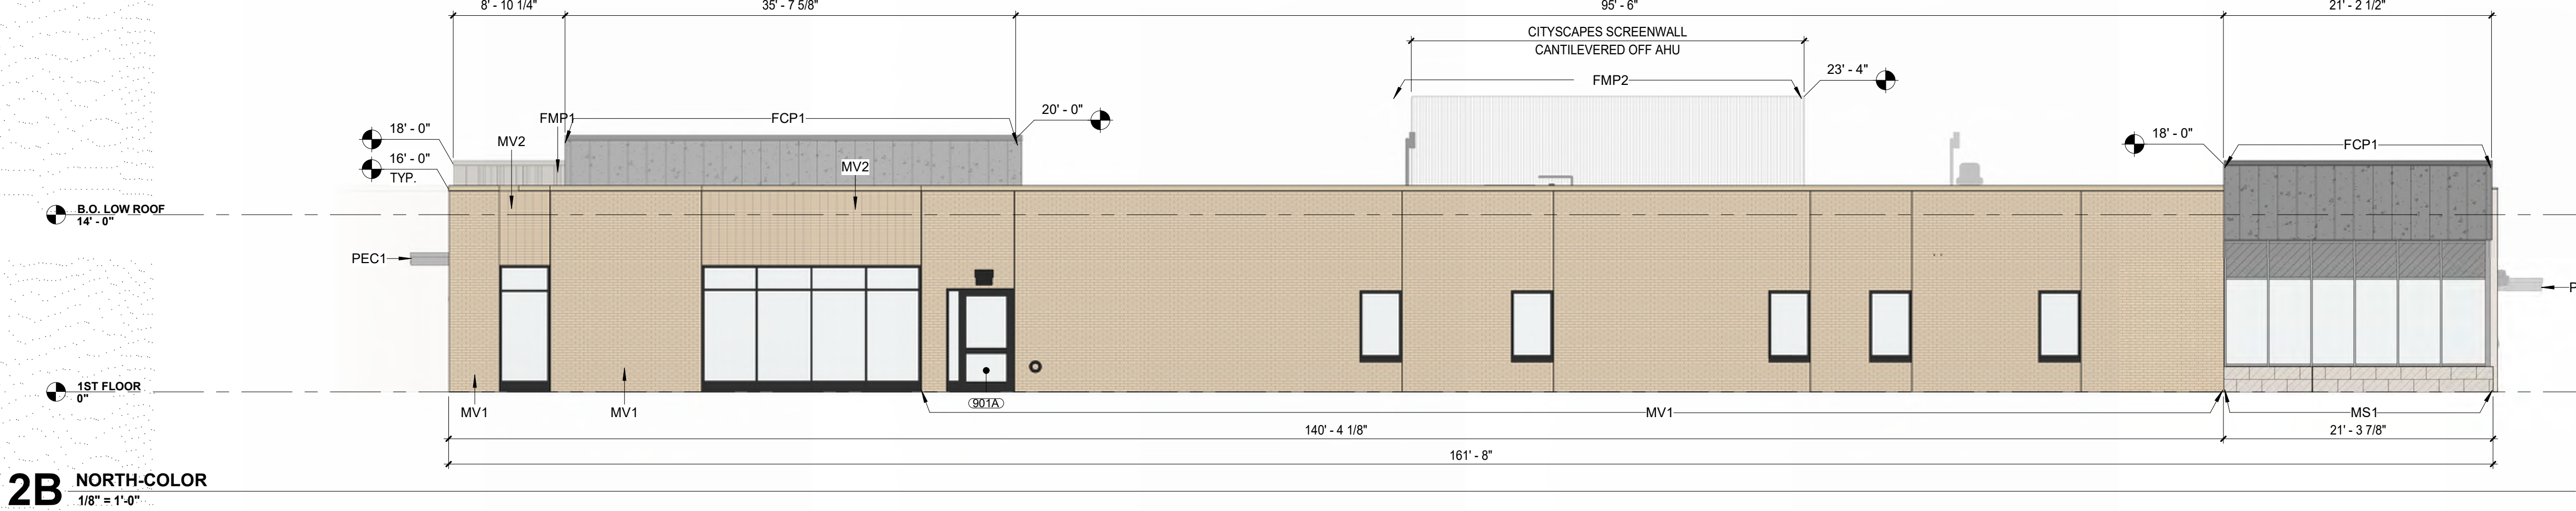 8' - 10 1/4"
35' - 7 5/8"
95' - 6"
21' - 2 1/2"
CITYSCAPES SCREENWALL
CANTILEVERED OFF AHU
FMP2
23' - 4"
FMP1
FCP1
20' - 0"
18' - 0"
MV2
16' - 0"
TYP.
MV2
18' - 0"
FCP1
B.O. LOW ROOF
14' - 0"
PEC1
P
1ST FLOOR
0"
MV1
MV1
901A
MV1
MS1
140' - 4 1/8"
21' - 3 7/8"
161' - 8"
2B NORTH-COLOR
1/8" = 1'-0"